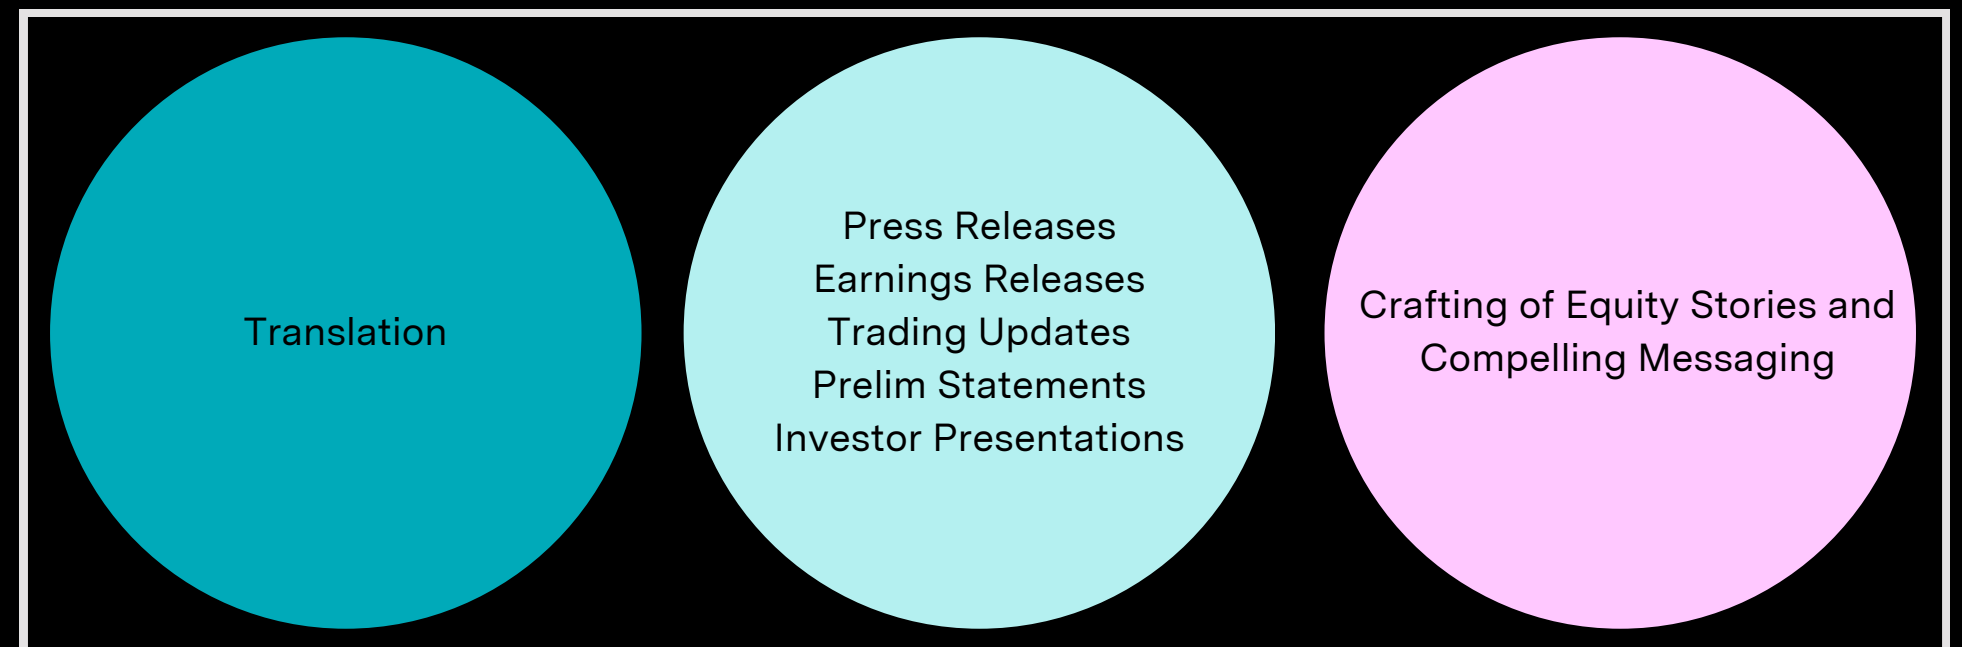 Translation
Press Releases
Earnings Releases
Trading Updates
Prelim Statements
Investor Presentations
Crafting of Equity Stories and
Compelling Messaging